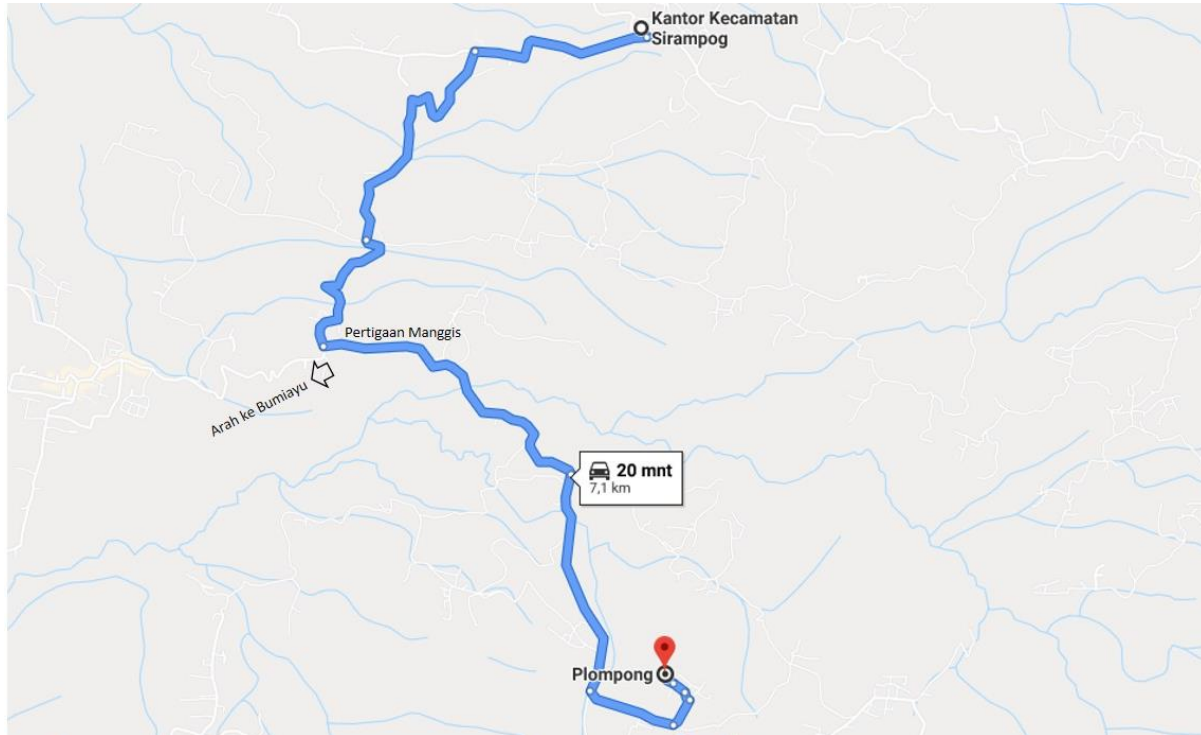 Kantor Kecamatan
Sirampog
Pertigaan Manggis
Arah ke Bumiayu
20 mnt
7,1 km
Plompong